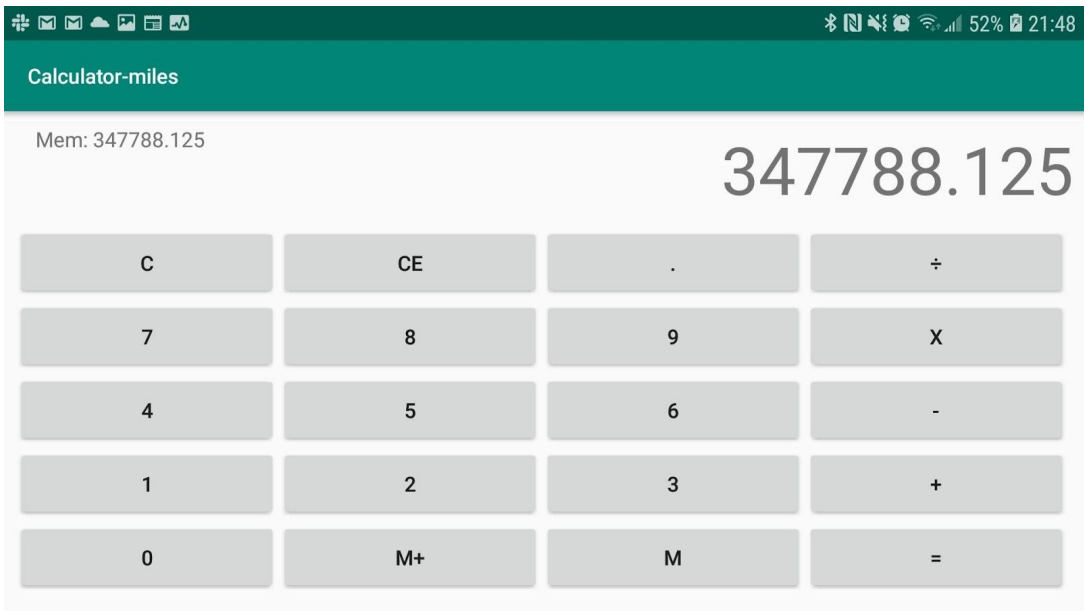 52% 21:48
Calculator-miles
Mem: 347788.125
347788.125
C CE . ÷
7 8 9 X
4 5 6 -
1 2 3 +
0 M+ M =